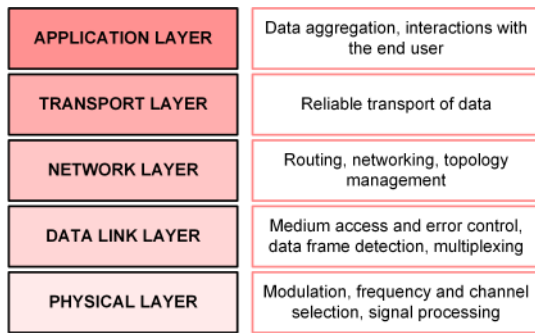 APPLICATION LAYER
Data aggregation, interactions with
the end user
TRANSPORT LAYER
Reliable transport of data
NETWORK LAYER
Routing, networking, topology
management
DATA LINK LAYER
Medium access and error control,
data frame detection, multiplexing
PHYSICAL LAYER
Modulation, frequency and channel
selection, signal processing